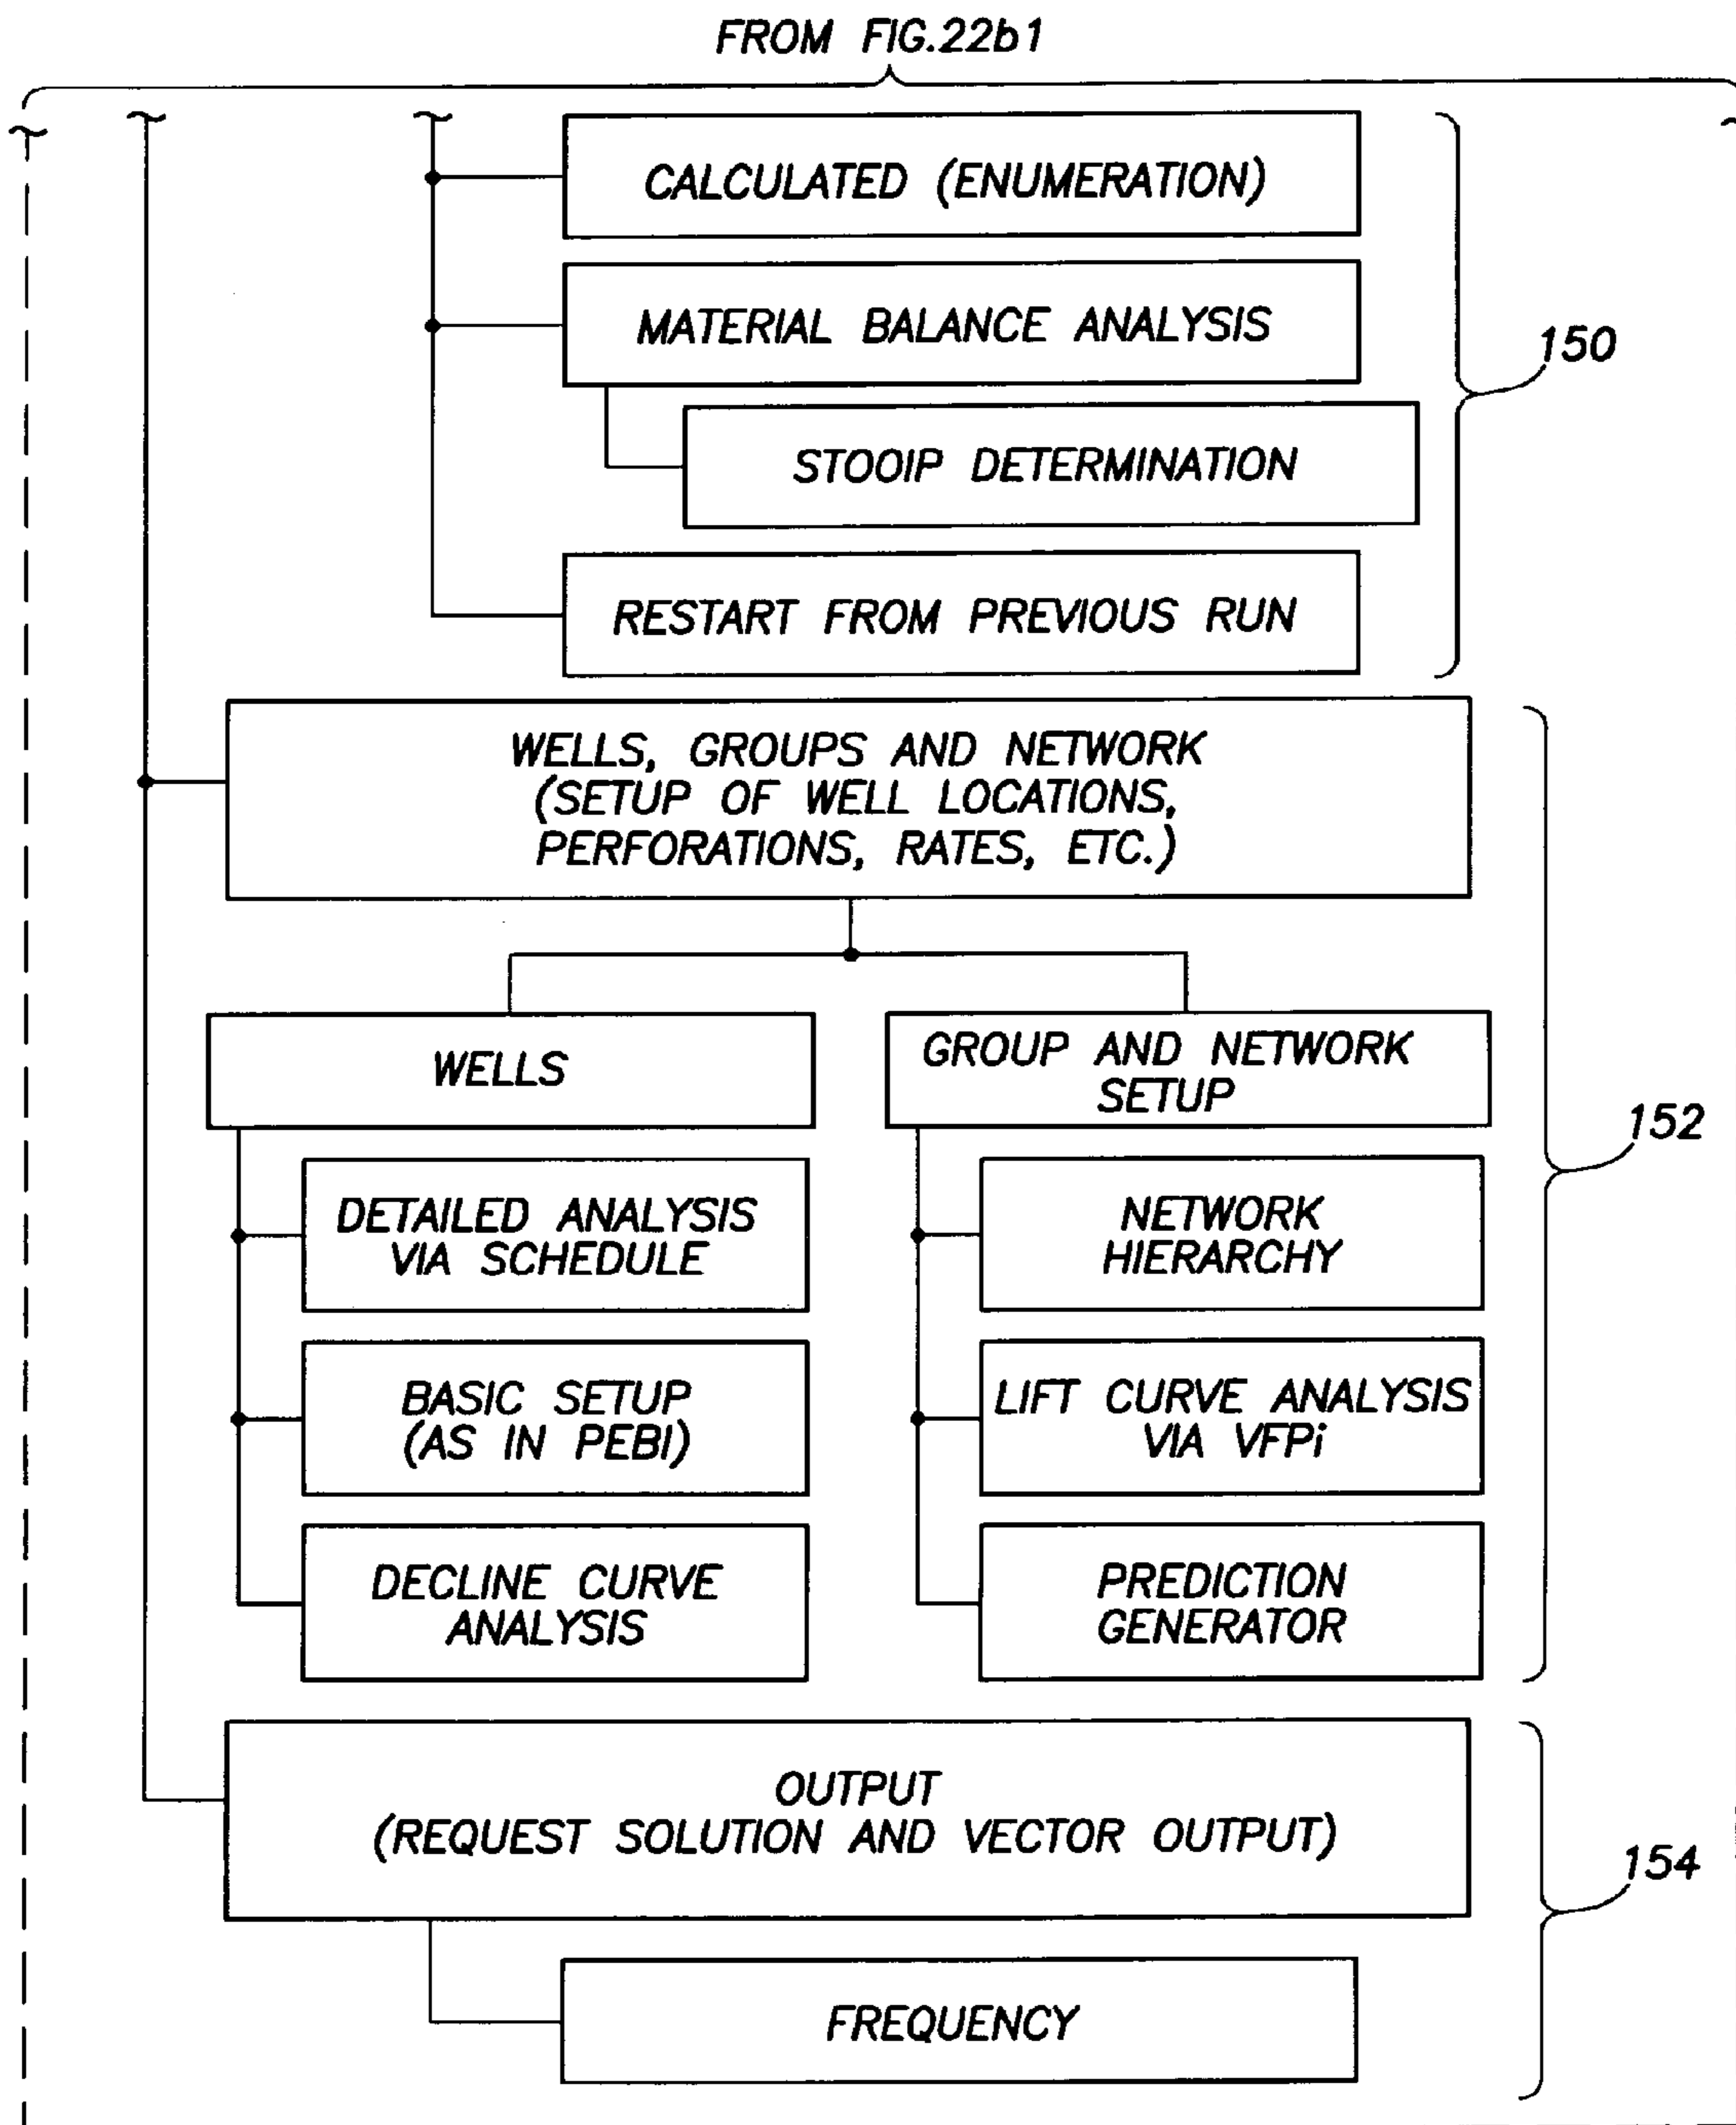 FROM FIG.22b1
CALCULATED (ENUMERATION)
MATERIAL BALANCE ANALYSIS
150
STOOIP DETERMINATION
RESTART FROM PREVIOUS RUN
WELLS, GROUPS AND NETWORK
(SETUP OF WELL LOCATIONS,
PERFORATIONS, RATES, ETC.)
WELLS
GROUP AND NETWORK
SETUP
152
DETAILED ANALYSIS
VIA SCHEDULE
NETWORK
HIERARCHY
BASIC SETUP
(AS IN PEBI)
LIFT CURVE ANALYSIS
VIA VFPi
DECLINE CURVE
ANALYSIS
PREDICTION
GENERATOR
OUTPUT
(REQUEST SOLUTION AND VECTOR OUTPUT)
154
FREQUENCY